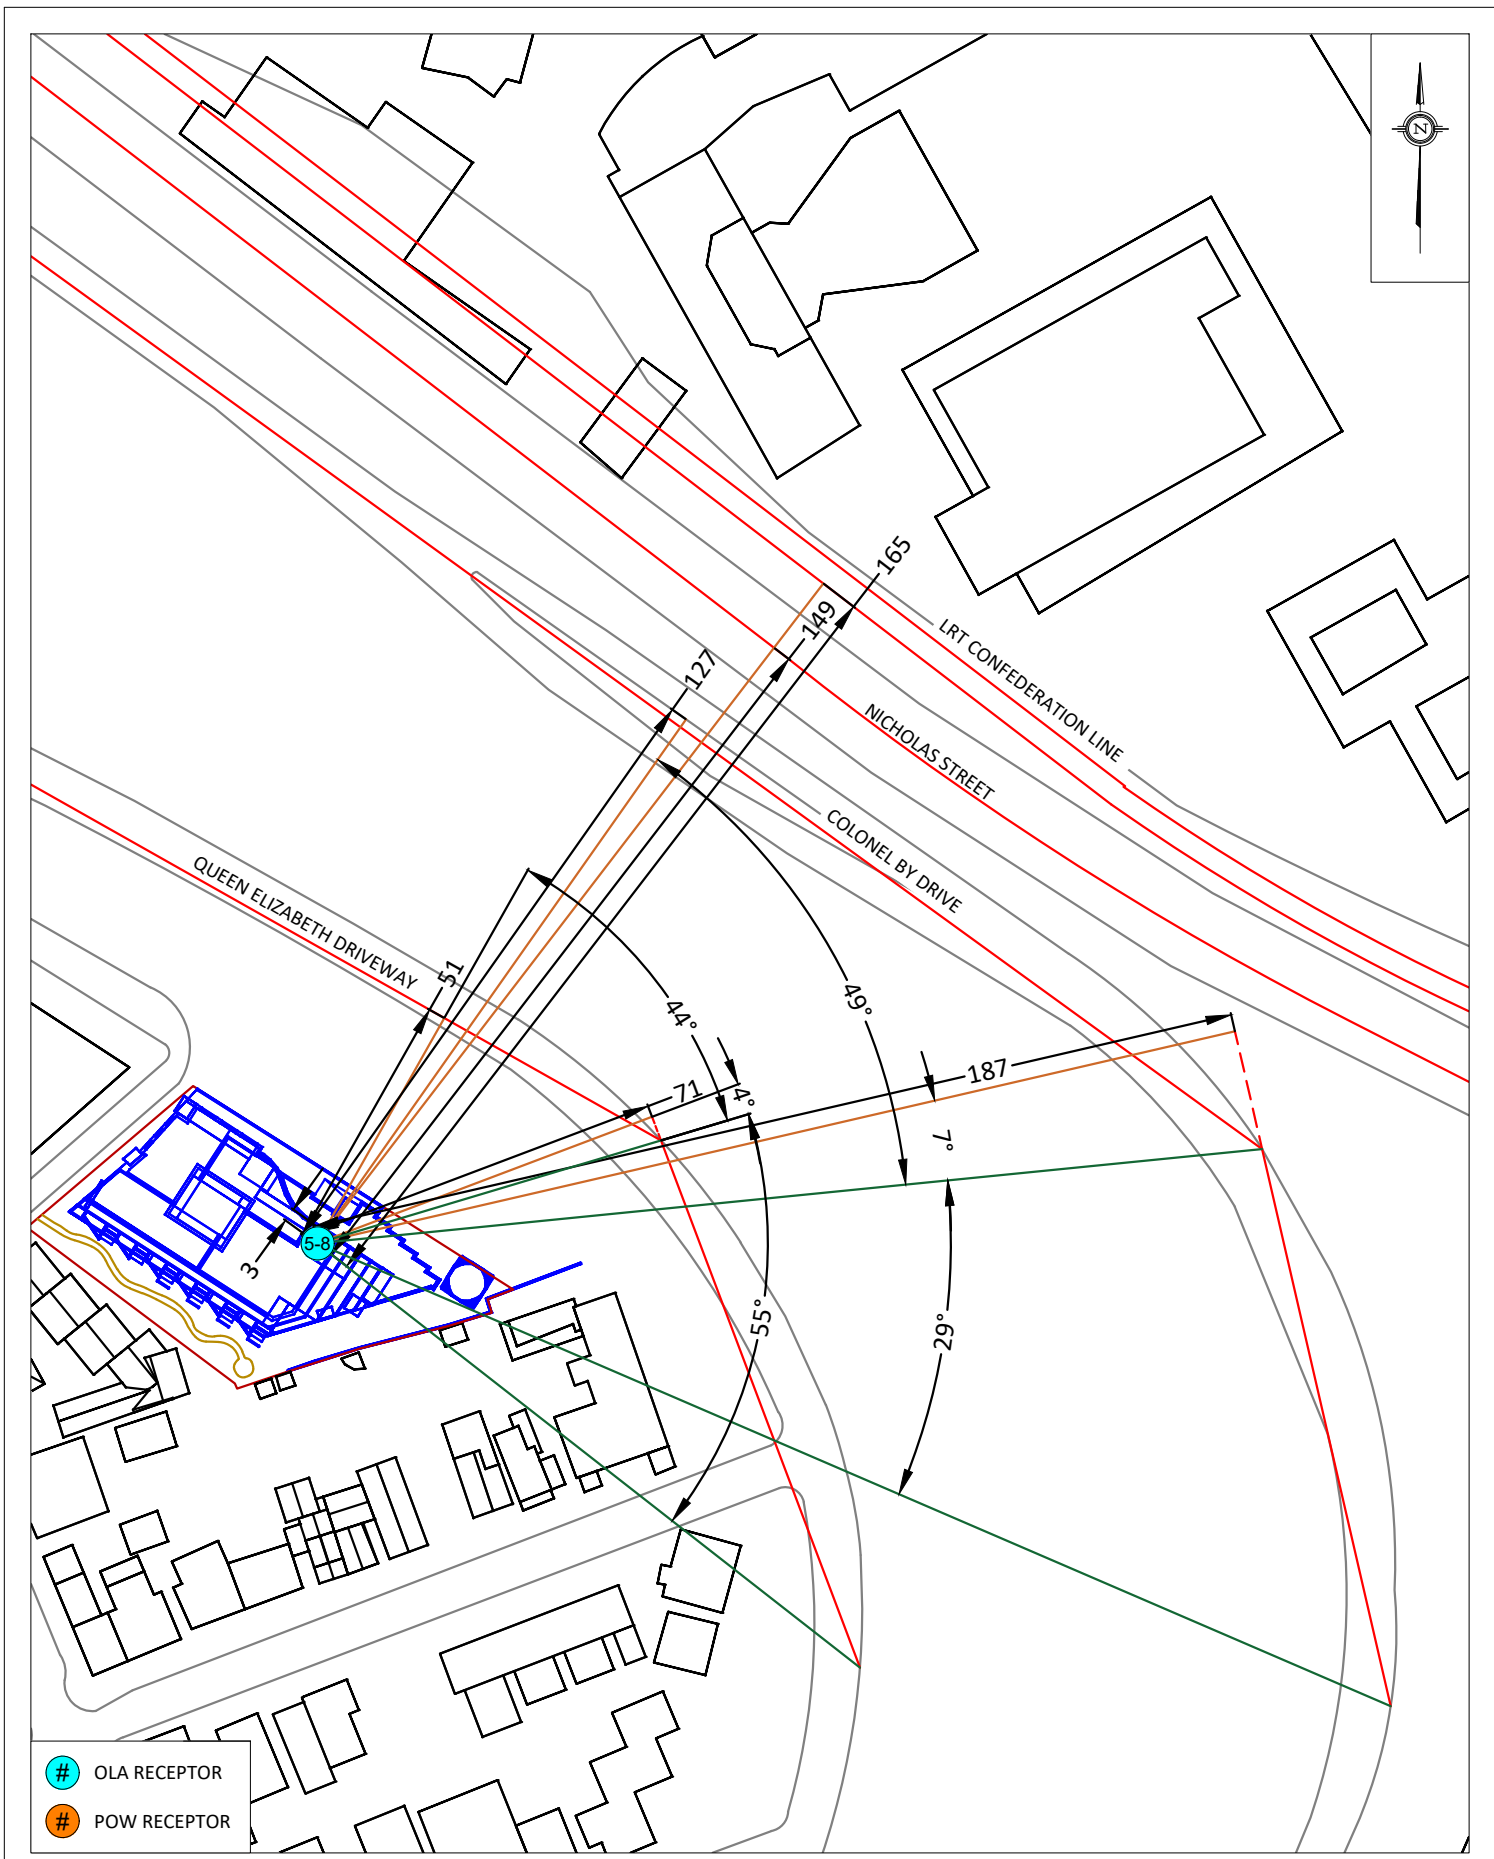 N
165
149
127
LRT CONFEDERATION LINE
NICHOLAS STREET
COLONEL BY DRIVE
QUEEN ELIZABETH DRIVEWAY
51
44°
49°
187
71
4°
7°
5-8
3
55°
29°
# OLA RECEPTOR
# POW RECEPTOR